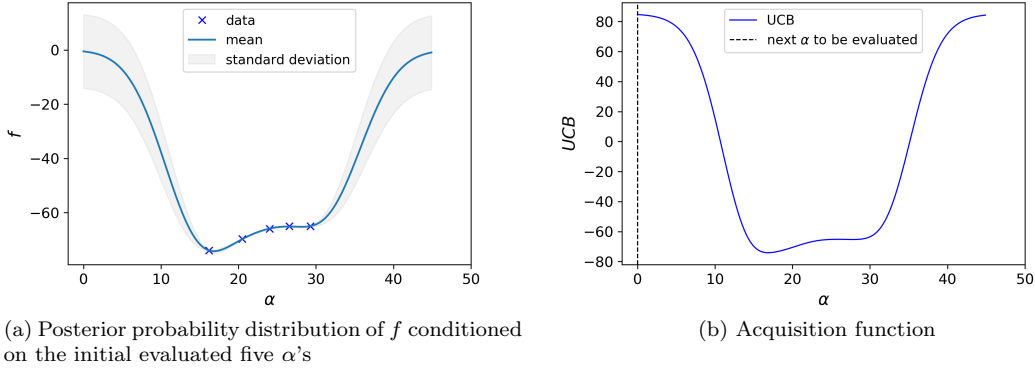 data
mean
standard deviation
0
−20
−40
−60
f
0
10
20
30
40
50
α
(a) Posterior probability distribution of f conditioned
on the initial evaluated five α's
UCB
next α to be evaluated
80
60
40
20
0
−20
−40
−60
−80
UCB
0
10
20
30
40
50
α
(b) Acquisition function